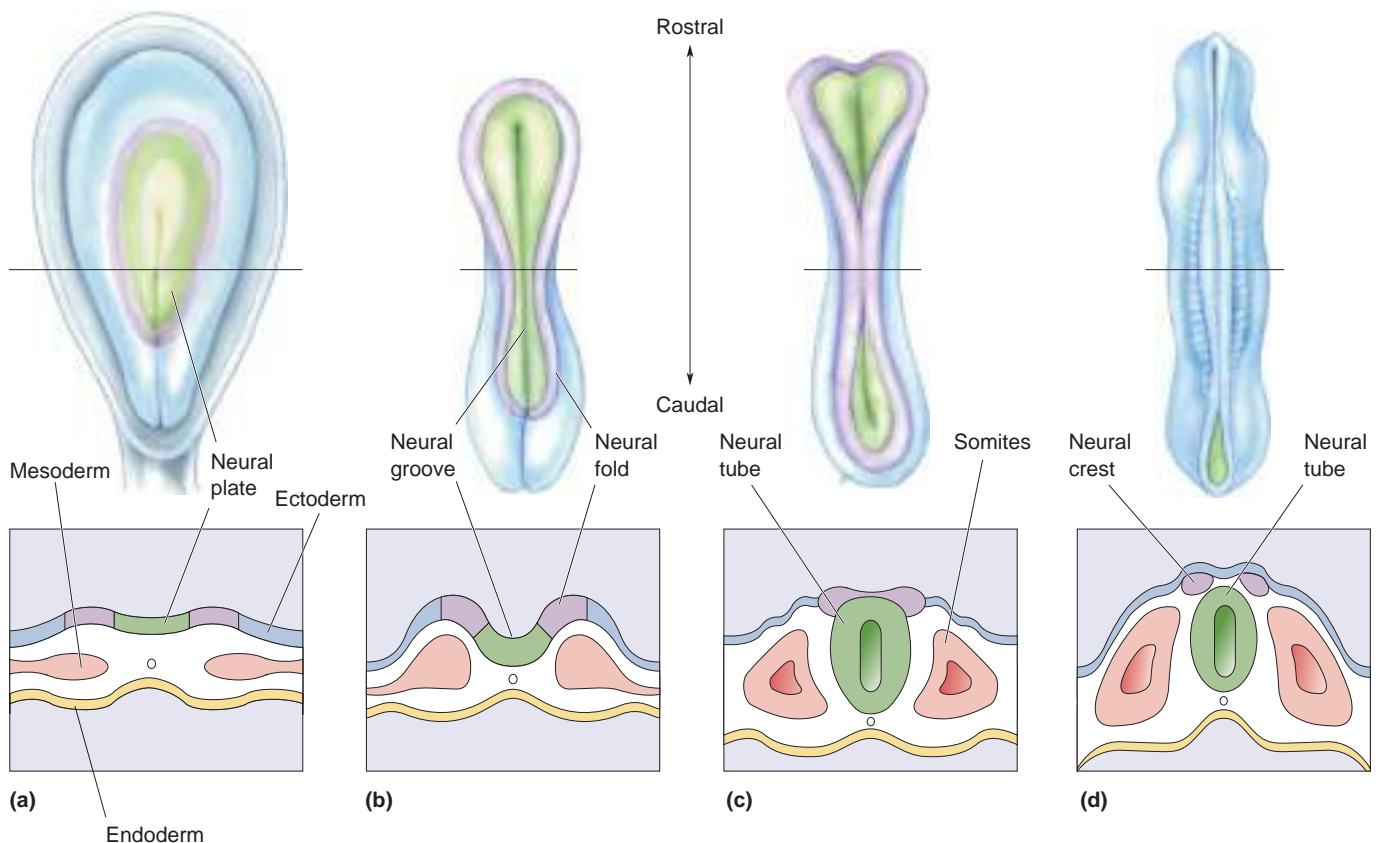 Rostral
Caudal
Mesoderm
Neural
plate
Ectoderm
Neural
groove
Neural
fold
Neural
tube
Somites
Neural
crest
Neural
tube
(a)
(b)
(c)
(d)
Endoderm